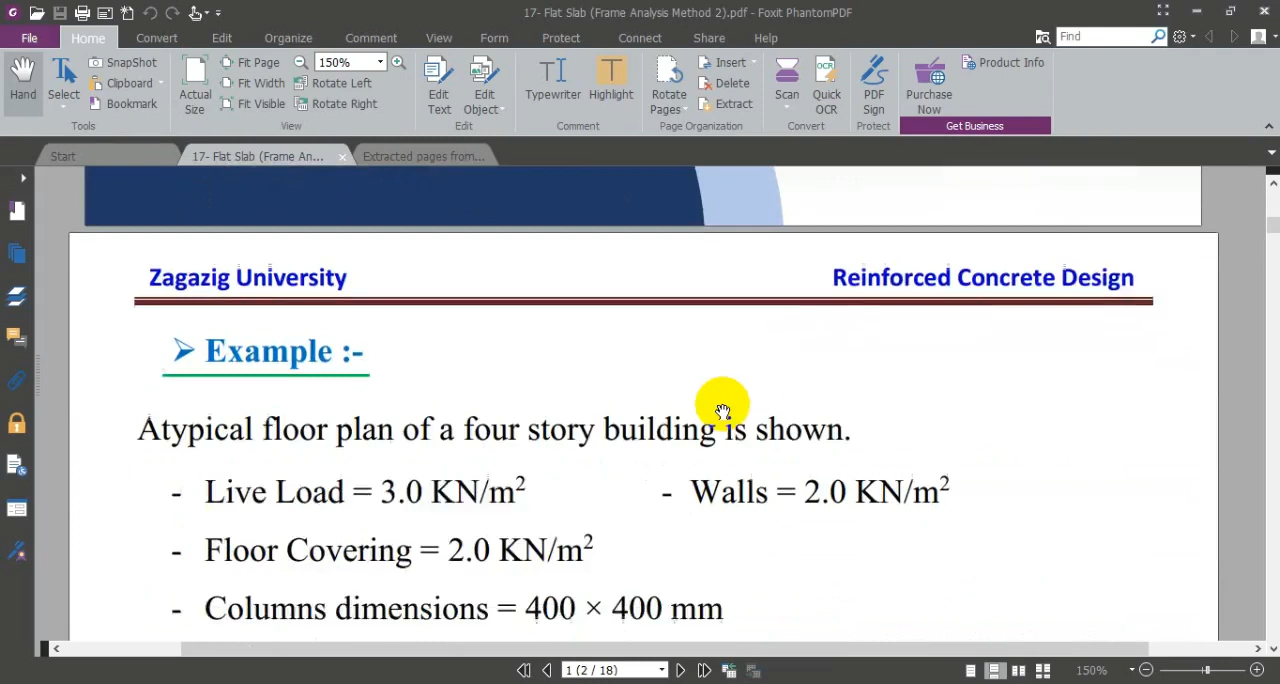 17- Flat Slab (Frame Analysis Method 2).pdf - Foxit PhantomPDF
File Home Convert Edit Organize Comment View Form Protect Connect Share Help Find
Hand
Select
SnapShot
Clipboard
Bookmark
Tools
Actual Size
Fit Page
Fit Width
Fit Visible
150%
Rotate Left
Rotate Right
View
Edit Text
Edit Object
Edit
Typewriter
Highlight
Comment
Rotate Pages
Insert
Delete
Extract
Page Organization
Scan
Quick OCR
Convert
PDF Sign
Protect
Purchase Now
Product Info
Get Business
Start 17- Flat Slab (Frame An... Extracted pages from...
Zagazig University Reinforced Concrete Design
➢ Example :-
Atypical floor plan of a four story building is shown.
- Live Load = 3.0 KN/m² - Walls = 2.0 KN/m²
- Floor Covering = 2.0 KN/m²
- Columns dimensions = 400 × 400 mm
1 (2 / 18) 150%